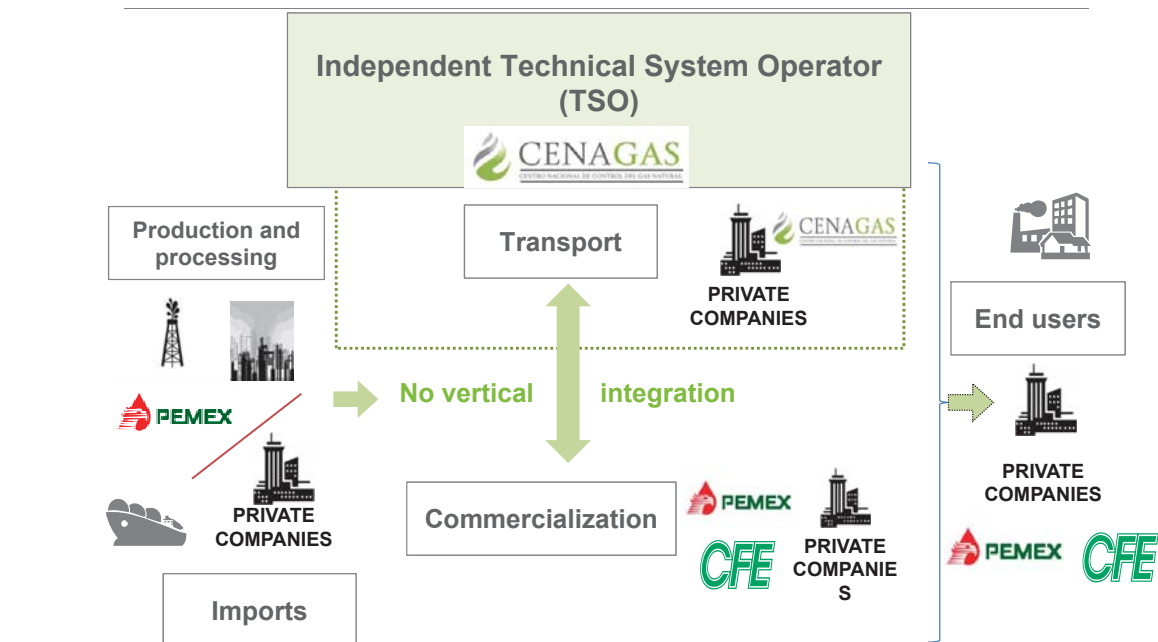 Independent Technical System Operator
(TSO)
CENAGAS
CENTRO NACIONAL DE CONTROL DEL GAS NATURAL
Production and
processing
Transport
CENAGAS
PRIVATE
COMPANIES
End users
No vertical integration
PEMEX
PRIVATE
COMPANIES
Imports
Commercialization
PEMEX
CFE
PRIVATE
COMPANIE
S
PRIVATE
COMPANIES
PEMEX
CFE